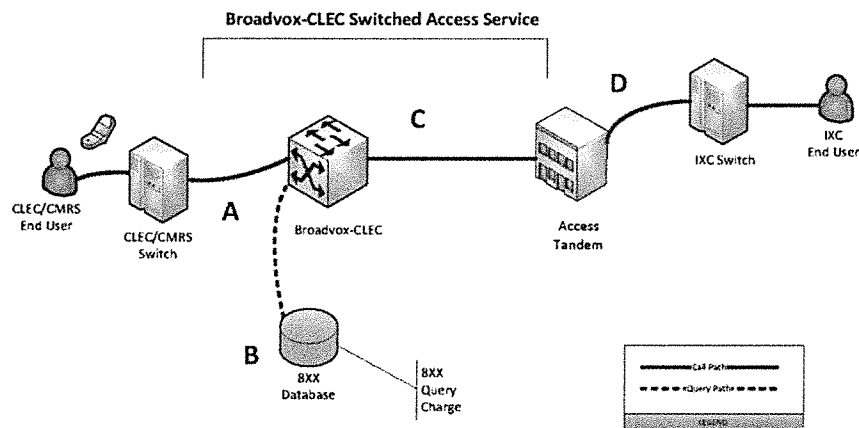 Broadvox-CLEC Switched Access Service
D
C
IXC Switch
IXC
End User
CLEC/CMRS
End User
A
CLEC/CMRS
Switch
Broadvox-CLEC
Access
Tandem
B
8XX
Database
8XX
Query
Charge
Call Path
Query Path
LEGEND